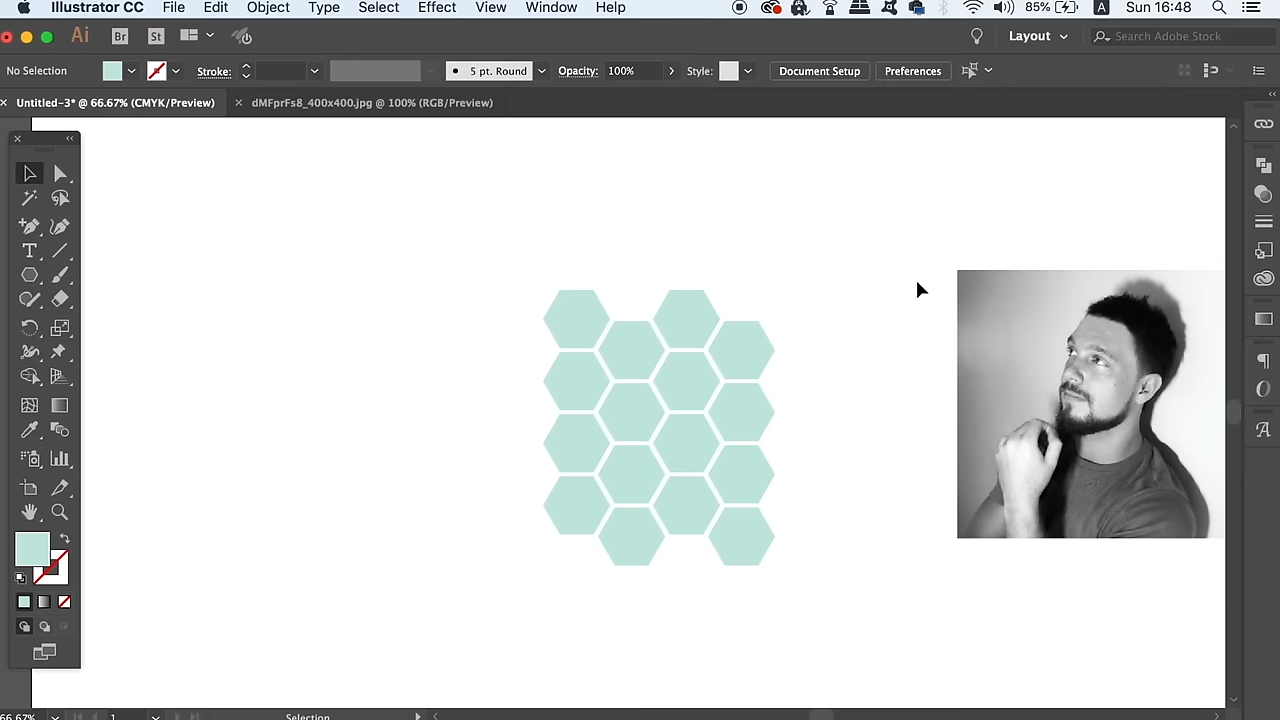 Illustrator CC File Edit Object Type Select Effect View Window Help 85% A Sun 16:48
Ai Br St Layout Search Adobe Stock
No Selection Stroke: 5 pt. Round Opacity: 100% Style: Document Setup Preferences
Untitled-3* @ 66.67% (CMYK/Preview) dMFprFs8_400x400.jpg @ 100% (RGB/Preview)
66.67% 1 Selection